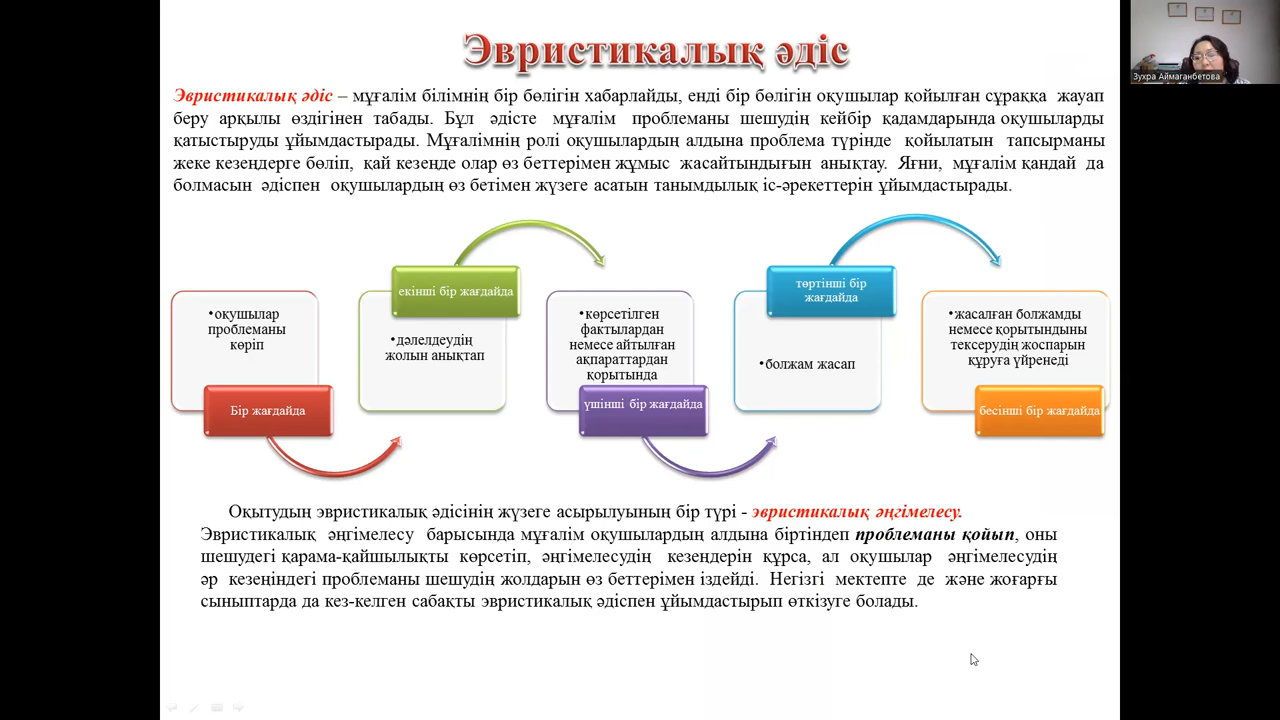 Эвристикалық әдіс
Зухра Аймаганбетова
Эвристикалық әдіс – мұғалім білімнің бір бөлігін хабарлайды, енді бір бөлігін оқушылар қойылған сұраққа жауап
беру арқылы өздігінен табады. Бұл әдісте мұғалім проблеманы шешудің кейбір қадамдарында оқушыларды
қатыстыруды ұйымдастырады. Мұғалімнің ролі оқушылардың алдына проблема түрінде қойылатын тапсырманы
жеке кезеңдерге бөліп, қай кезеңде олар өз беттерімен жұмыс жасайтындығын анықтау. Яғни, мұғалім қандай да
болмасын әдіспен оқушылардың өз бетімен жүзеге асатын танымдылық іс-әрекеттерін ұйымдастырады.
•оқушылар
проблеманы
көріп
Бір жағдайда
екінші бір жағдайда
•дәлелдеудің
жолын анықтап
•көрсетілген
фактылардан
немесе айтылған
ақпараттардан
қорытында
үшінші бір жағдайда
төртінші бір
жағдайда
•болжам жасап
•жасалған болжамды
немесе қорытындыны
тексерудің жоспарын
құруға үйренеді
бесінші бір жағдайда
Оқытудың эвристикалық әдісінің жүзеге асырылуының бір түрі - эвристикалық әңгімелесу.
Эвристикалық әңгімелесу барысында мұғалім оқушылардың алдына біртіндеп проблеманы қойып, оны
шешудегі қарама-қайшылықты көрсетіп, әңгімелесудің кезеңдерін құрса, ал оқушылар әңгімелесудің
әр кезеңіндегі проблеманы шешудің жолдарын өз беттерімен іздейді. Негізгі мектепте де және жоғарғы
сыныптарда да кез-келген сабақты эвристикалық әдіспен ұйымдастырып өткізуге болады.